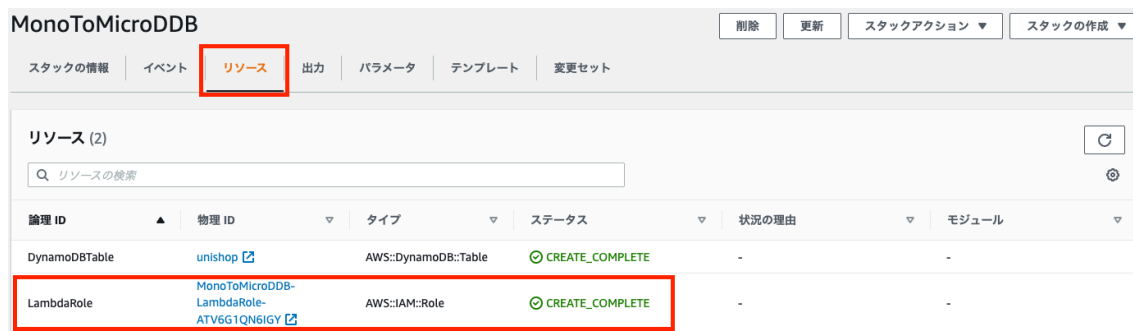 MonoToMicroDDB
削除 更新 スタックアクション ▼ スタックの作成 ▼
スタックの情報 イベント リソース 出力 パラメータ テンプレート 変更セット
リソース (2)
リソースの検索
論理 ID 物理 ID タイプ ステータス 状況の理由 モジュール
DynamoDBTable unishop AWS::DynamoDB::Table CREATE_COMPLETE - -
MonoToMicroDDB-
LambdaRole LambdaRole- AWS::IAM::Role CREATE_COMPLETE - -
ATV6G1QN6IGY